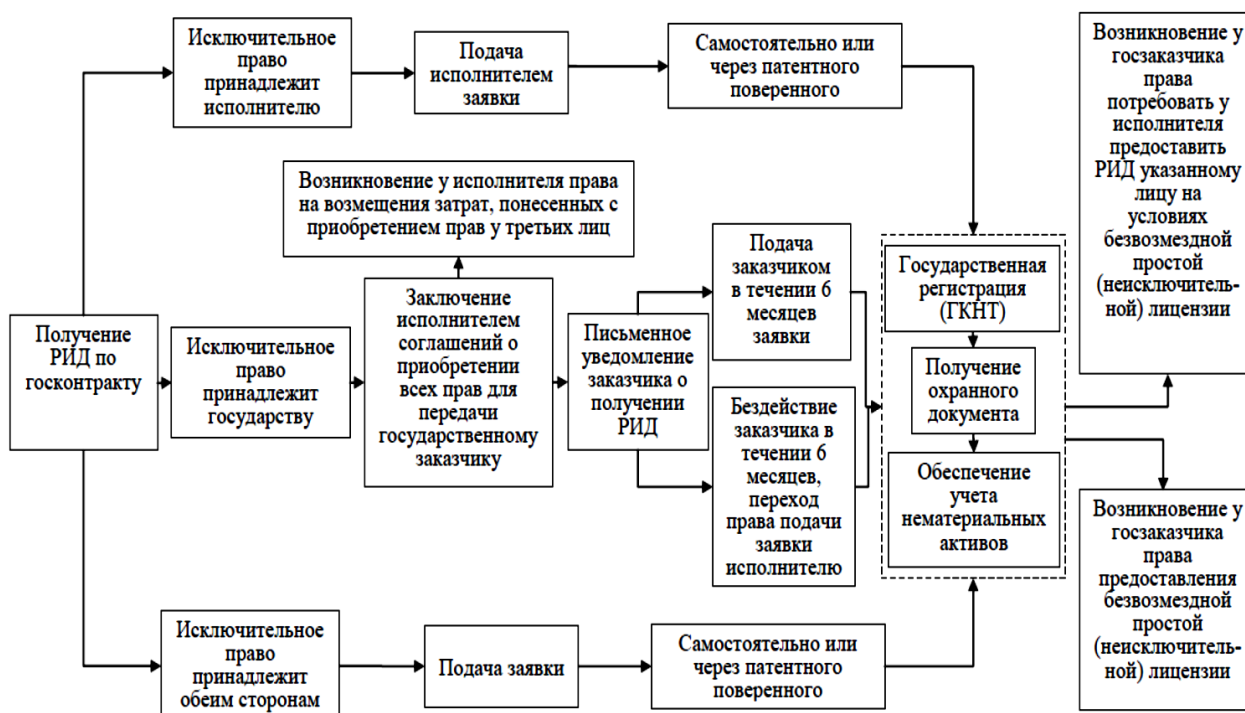 Исключительное
право
принадлежит
исполнителю
Подача
исполнителем
заявки
Самостоятельно или
через патентного
поверенного
Возникновение у
госзаказчика
права
потребовать у
исполнителя
предоставить
РИД указанному
лицу на
условиях
безвозмездной
простой
(неисключитель-
ной) лицензии
Возникновение у исполнителя права
на возмещения затрат, понесенных с
приобретением прав у третьих лиц
Получение
РИД по
госконтракту
Исключительное
право
принадлежит
государству
Заключение
исполнителем
соглашений о
приобретении
всех прав для
передачи
государственному
заказчику
Письменное
уведомление
заказчика о
получении
РИД
Подача
заказчиком
в течении 6
месяцев
заявки
Бездействие
заказчика в
течении 6
месяцев,
переход
права подачи
заявки
исполнителю
Государственная
регистрация
(ГКНТ)
Получение
охранного
документа
Обеспечение
учета
нематериальных
активов
Возникновение у
госзаказчика
права
предоставления
безвозмездной
простой
(неисключитель-
ной) лицензии
Исключительное
право
принадлежит
обеим сторонам
Подача заявки
Самостоятельно или
через патентного
поверенного